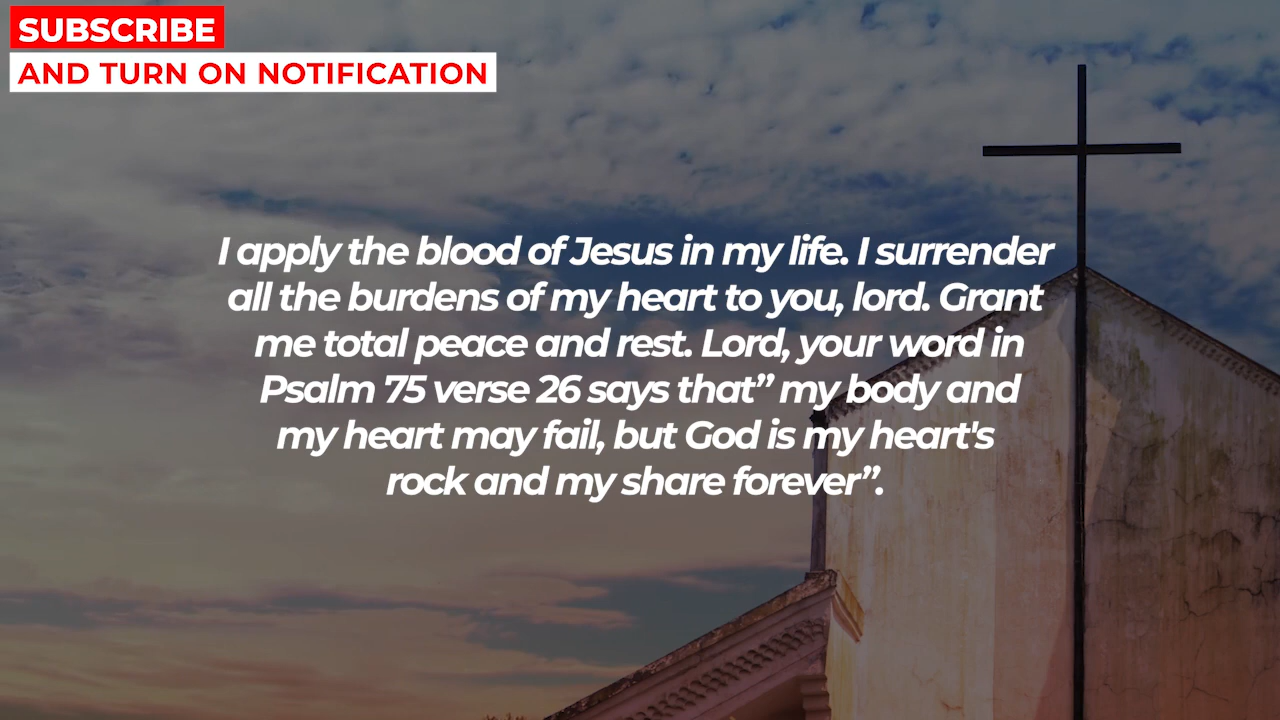 SUBSCRIBE
AND TURN ON NOTIFICATION
I apply the blood of Jesus in my life. I surrender
all the burdens of my heart to you, lord. Grant
me total peace and rest. Lord, your word in
Psalm 75 verse 26 says that” my body and
my heart may fail, but God is my heart's
rock and my share forever”.